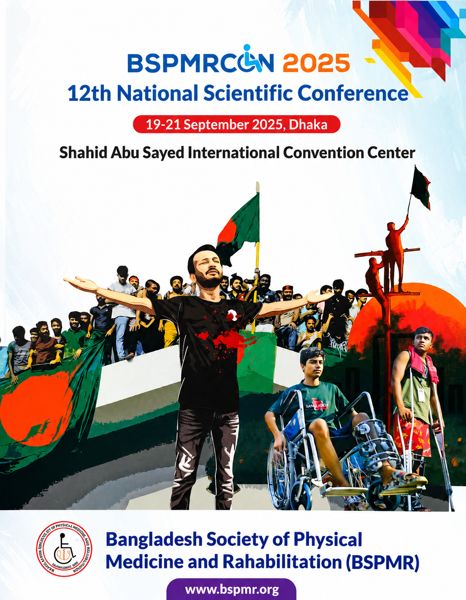 BSPMRCON 2025
12th National Scientific Conference
19-21 September 2025, Dhaka
Shahid Abu Sayed International Convention Center
Bangladesh Society of Physical
Medicine and Rahabilitation (BSPMR)
www.bspmr.org